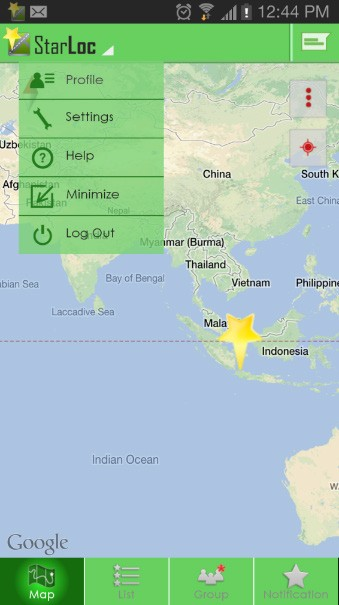 12:44 PM
StarLoc
Profile
Settings
Help
Minimize
Log Out
Uzbekistan
Afghanistan
Pakistan
Nepal
China
South K
East China
Myanmar (Burma)
Thailand
Bay of Bengal
Vietnam
Philippine
bian Sea
Laccadive Sea
Mala
Indonesia
Indian Ocean
W.
Google
Map
List
Group
Notification